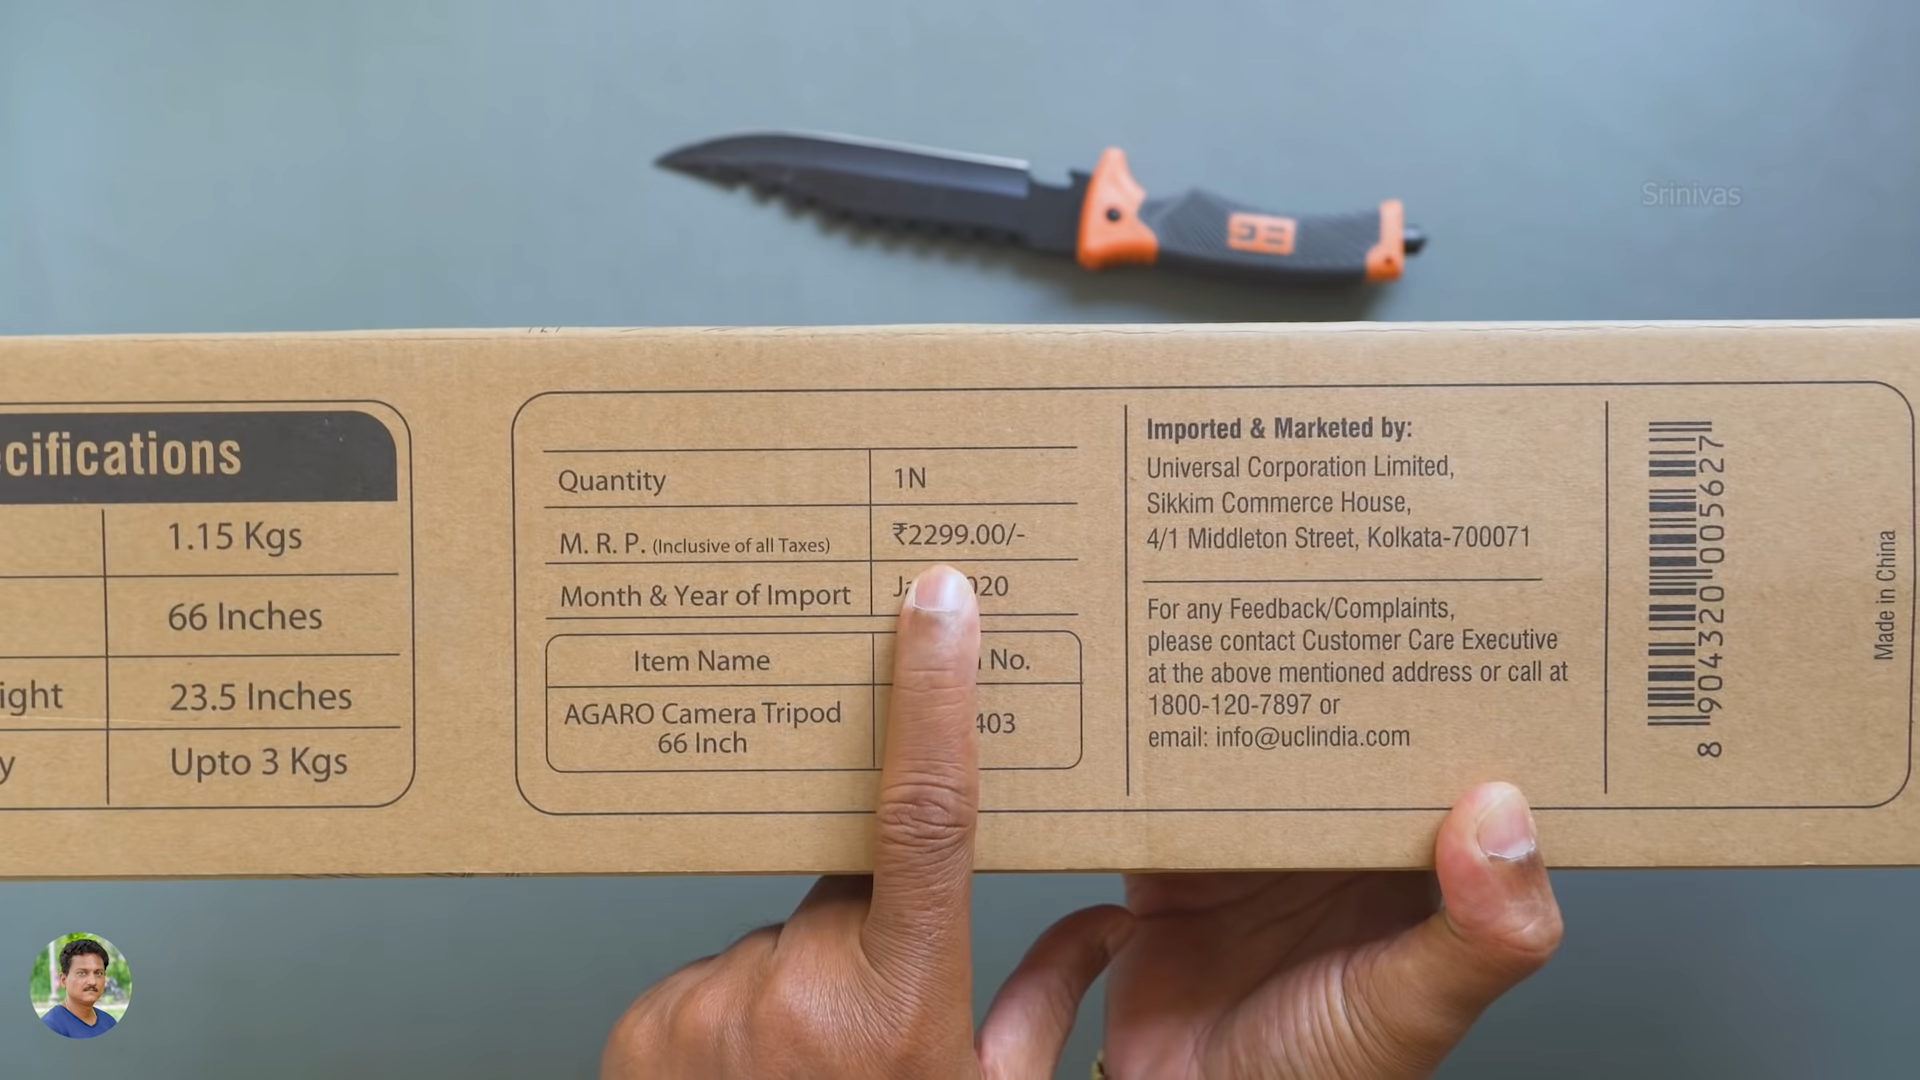 Srinivas
cifications
1.15 Kgs
66 Inches
ight 23.5 Inches
y Upto 3 Kgs
Quantity 1N
M. R. P. (Inclusive of all Taxes) ₹2299.00/-
Month & Year of Import 20
Item Name No.
AGARO Camera Tripod 403
66 Inch
Imported & Marketed by:
Universal Corporation Limited,
Sikkim Commerce House,
4/1 Middleton Street, Kolkata-700071
For any Feedback/Complaints,
please contact Customer Care Executive
at the above mentioned address or call at
1800-120-7897 or
email: info@uclindia.com
8 904320 005627
Made in China